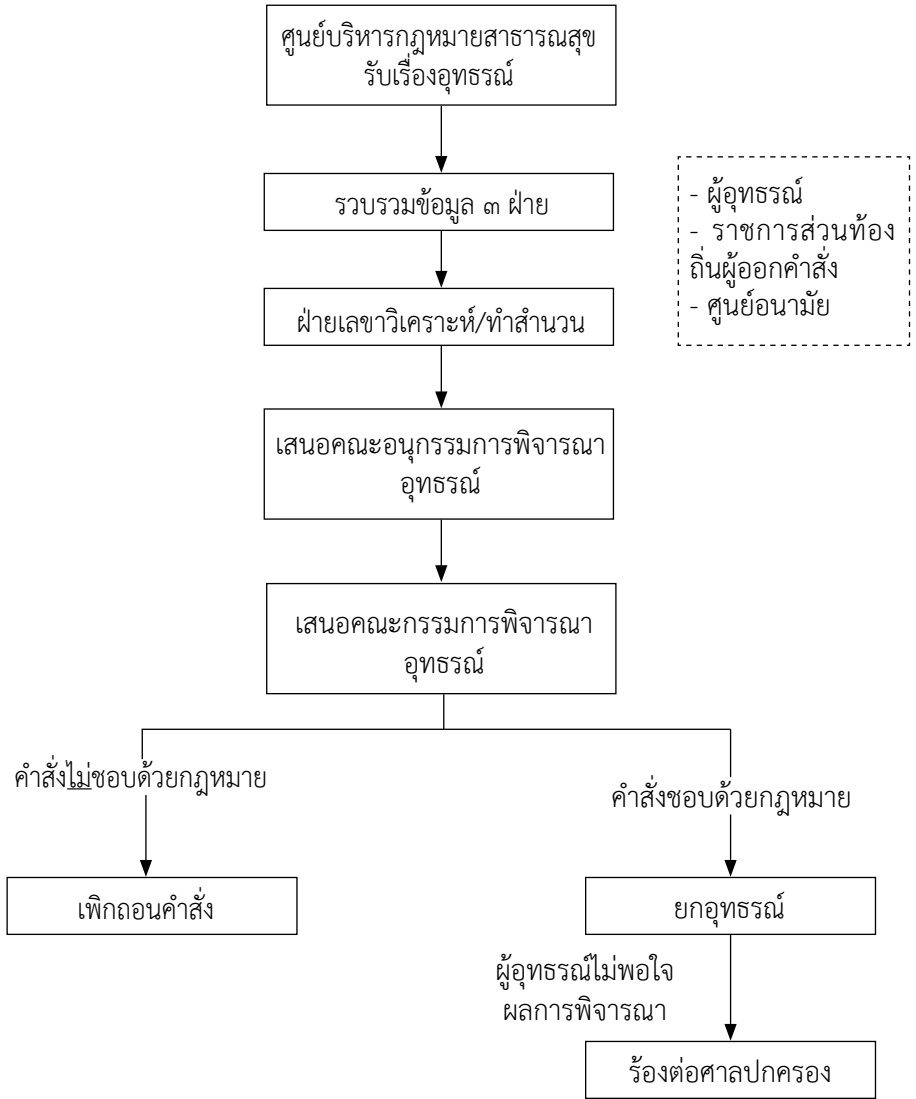 ศูนย์บริหารกฎหมายสาธารณสุข
รับเรื่องอุทธรณ์
รวบรวมข้อมูล ๓ ฝ่าย
- ผู้อุทธรณ์
- ราชการส่วนท้อง
ถิ่นผู้ออกคำสั่ง
- ศูนย์อนามัย
ฝ่ายเลขาวิเคราะห์/ทำสำนวน
เสนอคณะอนุกรรมการพิจารณา
อุทธรณ์
เสนอคณะกรรมการพิจารณา
อุทธรณ์
คำสั่งไม่ชอบด้วยกฎหมาย
คำสั่งชอบด้วยกฎหมาย
เพิกถอนคำสั่ง
ยกอุทธรณ์
ผู้อุทธรณ์ไม่พอใจ
ผลการพิจารณา
ร้องต่อศาลปกครอง